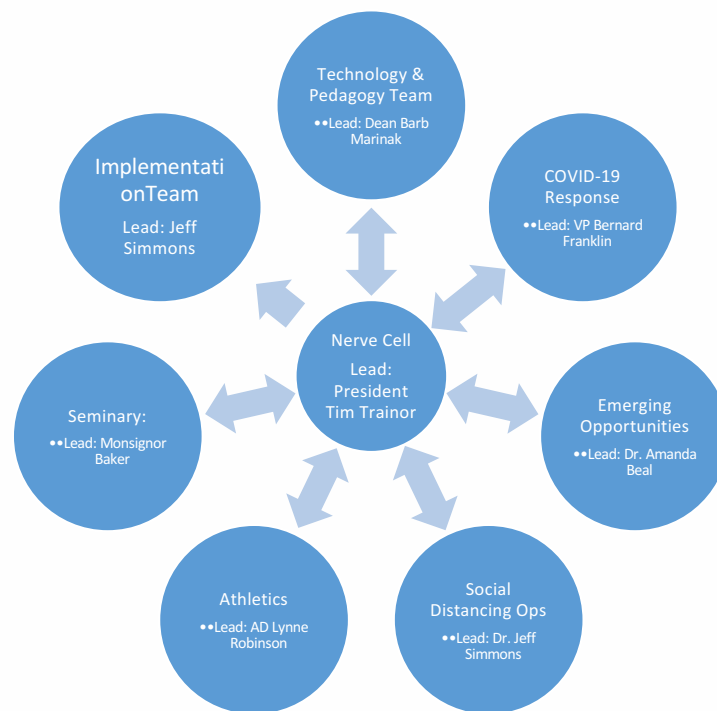 Technology &
Pedagogy Team
••Lead: Dean Barb
Marinak
COVID-19
Response
••Lead: VP Bernard
Franklin
Emerging
Opportunities
••Lead: Dr. Amanda
Beal
Social
Distancing Ops
••Lead: Dr. Jeff
Simmons
Athletics
••Lead: AD Lynne
Robinson
Seminary:
••Lead: Monsignor
Baker
Implementati
onTeam
Lead: Jeff
Simmons
Nerve Cell
Lead:
President
Tim Trainor